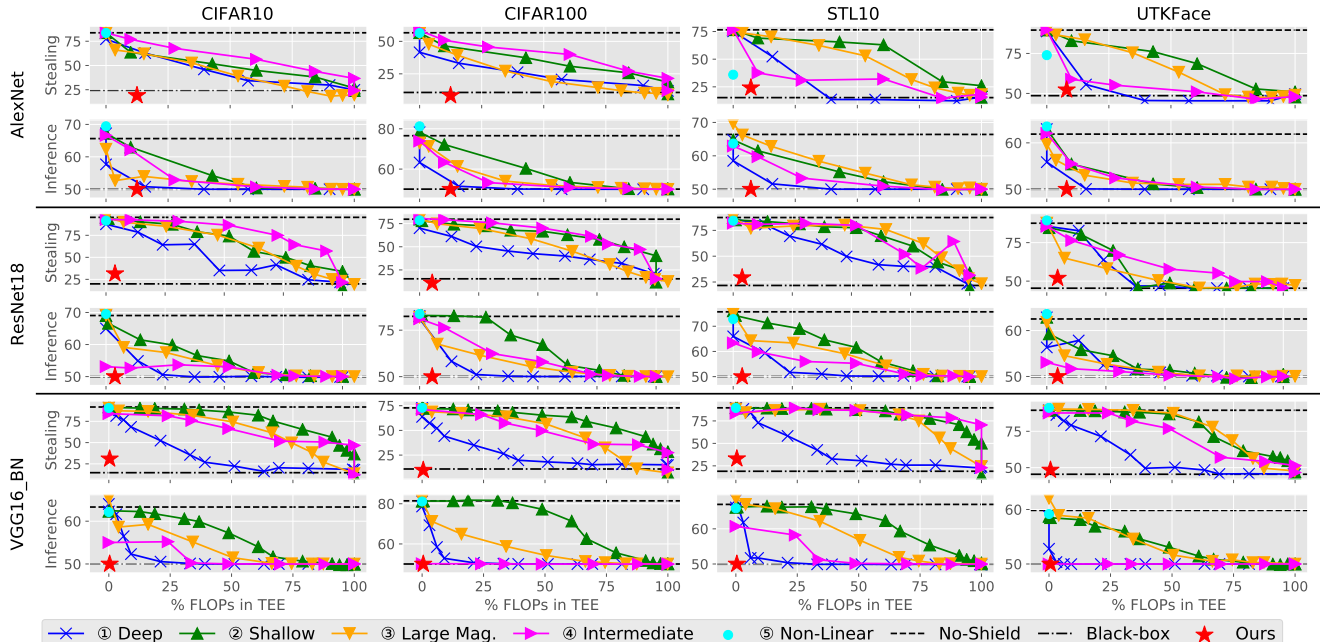 CIFAR10 CIFAR100 STL10 UTKFace
AlexNet
Stealing
75 50 25
50 25
75 50 25
75 50
Inference
70 60 50
80 60
70 60 50
60 50
ResNet18
Stealing
75 50 25
75 50 25
75 50 25
75 50
Inference
70 60 50
75 50
70 60 50
60 50
VGG16_BN
Stealing
75 50 25
75 50 25
75 50 25
75 50
Inference
60 50
80 60
60 50
60 50
0 25 50 75 100 0 25 50 75 100 0 25 50 75 100 0 25 50 75 100
% FLOPs in TEE % FLOPs in TEE % FLOPs in TEE % FLOPs in TEE
① Deep ② Shallow ③ Large Mag. ④ Intermediate ⑤ Non-Linear No-Shield Black-box Ours